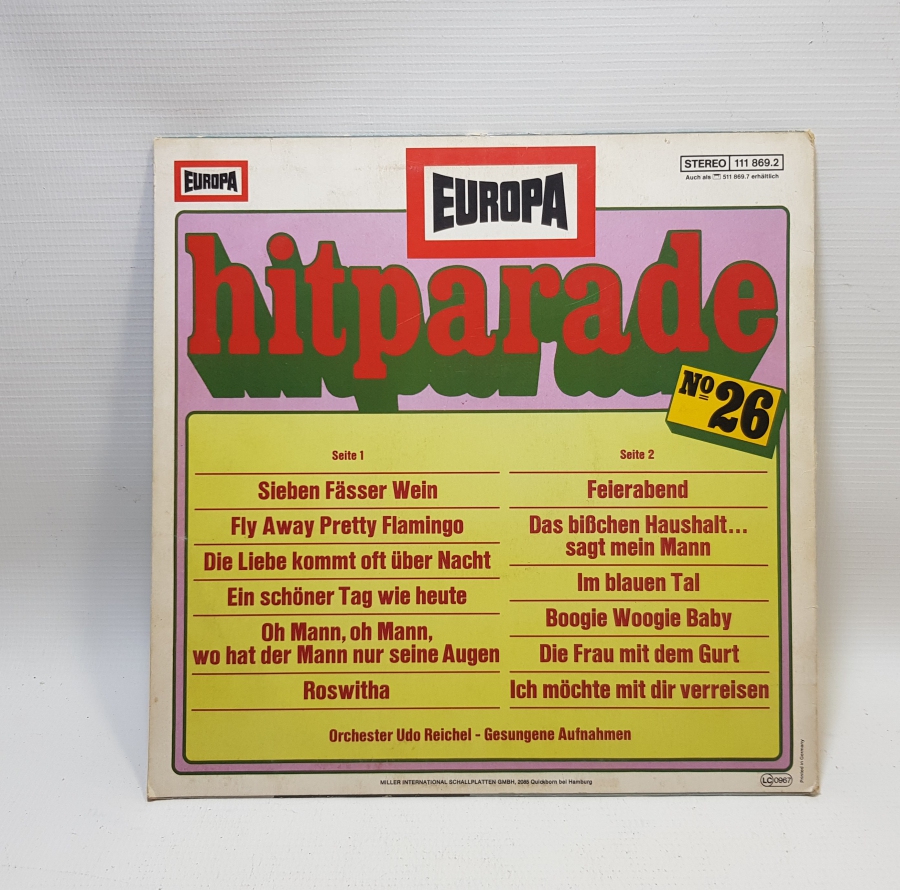 EUROPA
EUROPA
STEREO 111 869.2
Auch als 511 869.7 erhältlich
hitparade
No 26
Seite 1
Sieben Fässer Wein
Fly Away Pretty Flamingo
Die Liebe kommt oft über Nacht
Ein schöner Tag wie heute
Oh Mann, oh Mann,
wo hat der Mann nur seine Augen
Roswitha
Seite 2
Feierabend
Das bißchen Haushalt...
sagt mein Mann
Im blauen Tal
Boogie Woogie Baby
Die Frau mit dem Gurt
Ich möchte mit dir verreisen
Orchester Udo Reichel - Gesungene Aufnahmen
MILLER INTERNATIONAL SCHALLPLATTEN GMBH, 2085 Quickborn bei Hamburg
LC 0967
Printed in Germany